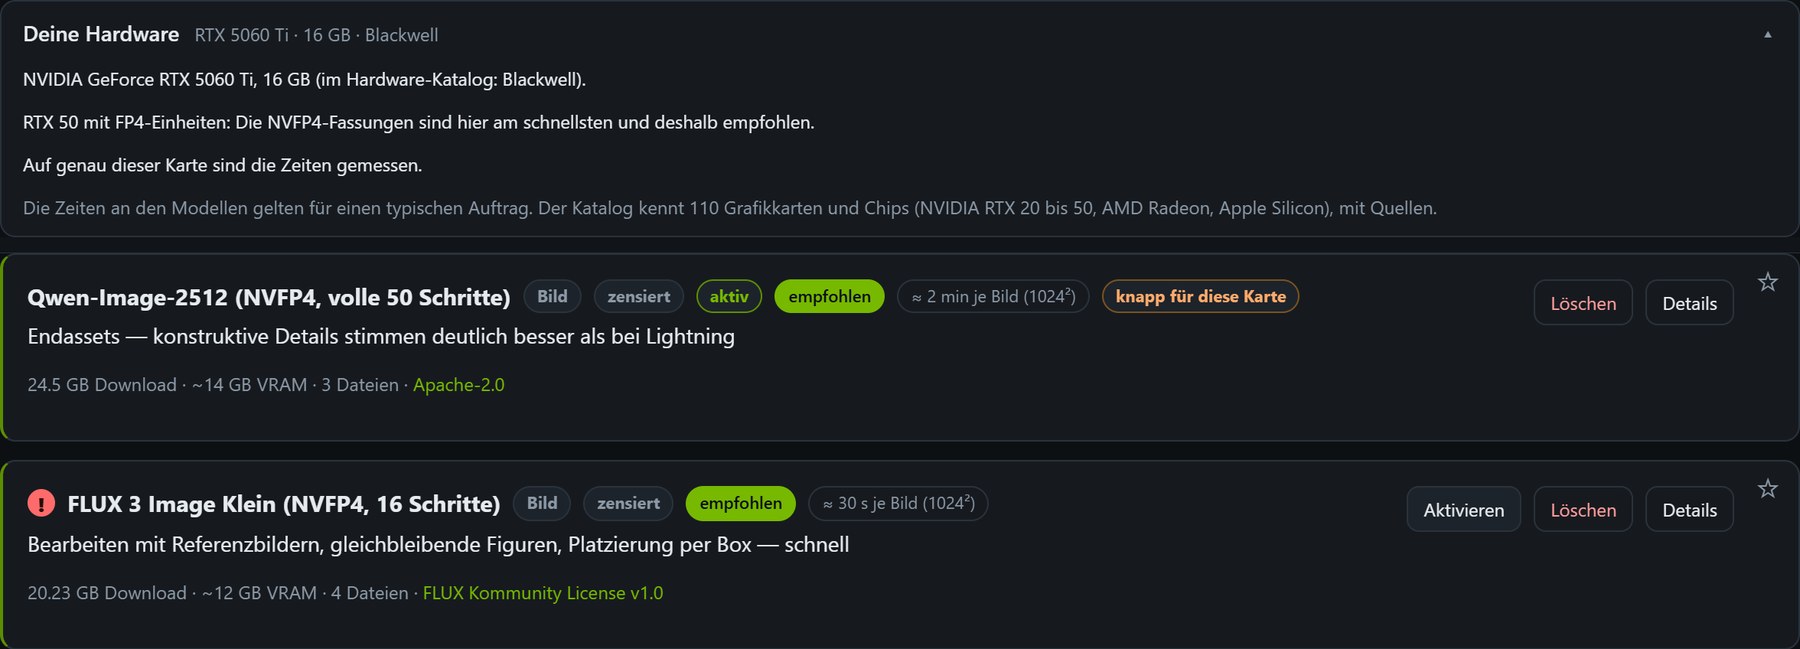 Deine Hardware RTX 5060 Ti · 16 GB · Blackwell ▲
NVIDIA GeForce RTX 5060 Ti, 16 GB (im Hardware-Katalog: Blackwell).
RTX 50 mit FP4-Einheiten: Die NVFP4-Fassungen sind hier am schnellsten und deshalb empfohlen.
Auf genau dieser Karte sind die Zeiten gemessen.
Die Zeiten an den Modellen gelten für einen typischen Auftrag. Der Katalog kennt 110 Grafikkarten und Chips (NVIDIA RTX 20 bis 50, AMD Radeon, Apple Silicon), mit Quellen.
Qwen-Image-2512 (NVFP4, volle 50 Schritte) Bild zensiert aktiv empfohlen ≈ 2 min je Bild (1024²) knapp für diese Karte Löschen Details ☆
Endassets — konstruktive Details stimmen deutlich besser als bei Lightning
24.5 GB Download · ~14 GB VRAM · 3 Dateien · Apache-2.0
! FLUX 3 Image Klein (NVFP4, 16 Schritte) Bild zensiert empfohlen ≈ 30 s je Bild (1024²) Aktivieren Löschen Details ☆
Bearbeiten mit Referenzbildern, gleichbleibende Figuren, Platzierung per Box — schnell
20.23 GB Download · ~12 GB VRAM · 4 Dateien · FLUX Kommunity License v1.0